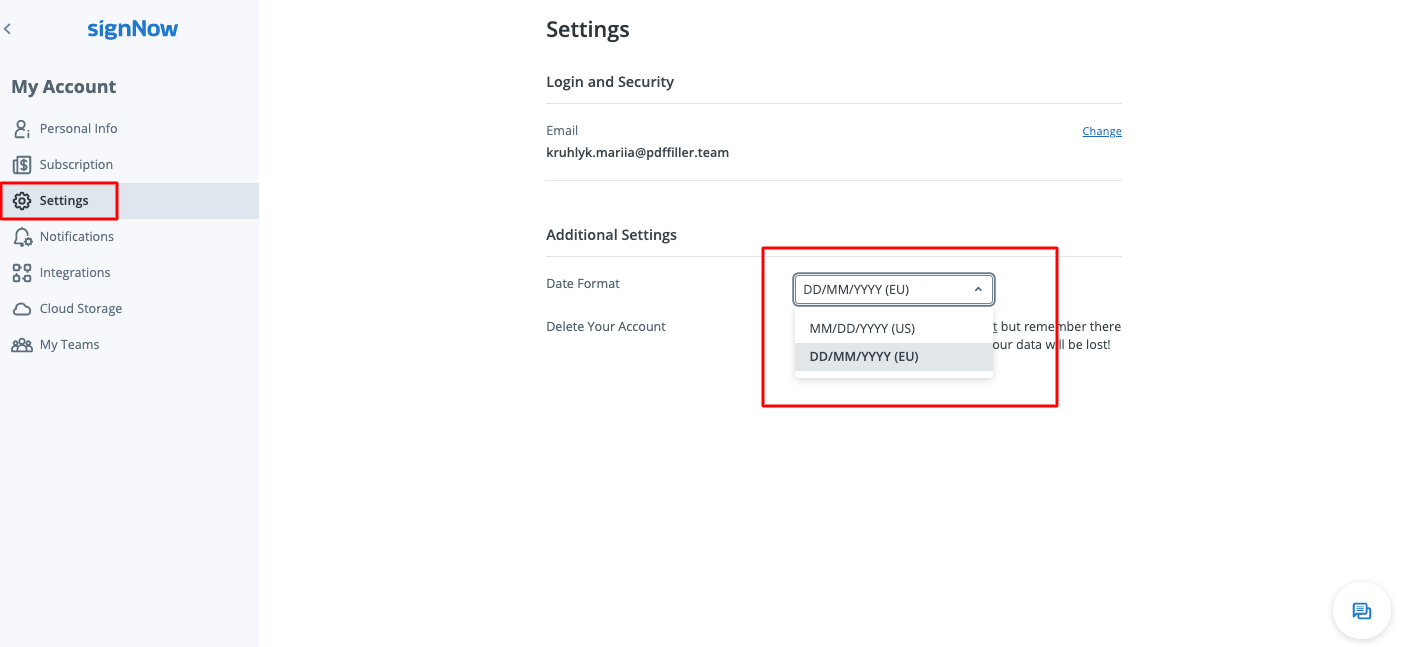 signNow
My Account
Personal Info
Subscription
Settings
Notifications
Integrations
Cloud Storage
My Teams
Settings
Login and Security
Email
Change
kruhlyk.mariia@pdffiller.team
Additional Settings
Date Format
DD/MM/YYYY (EU)
MM/DD/YYYY (US)
DD/MM/YYYY (EU)
Delete Your Account
but remember there
our data will be lost!